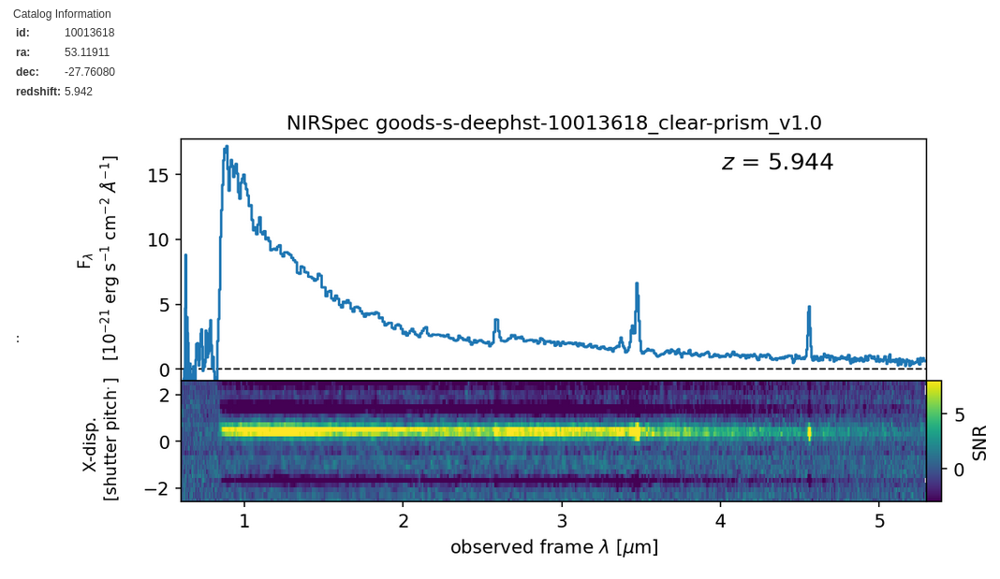 Catalog Information
id: 10013618
ra: 53.11911
dec: -27.76080
redshift: 5.942
NIRSpec goods-s-deephst-10013618_clear-prism_v1.0
z = 5.944
15
10
5
0
Fλ
[10⁻²¹ erg s⁻¹ cm⁻² Å⁻¹]
:
2
0
−2
X-disp.
[shutter pitch˙]
5
0
SNR
1 2 3 4 5
observed frame λ [μm]